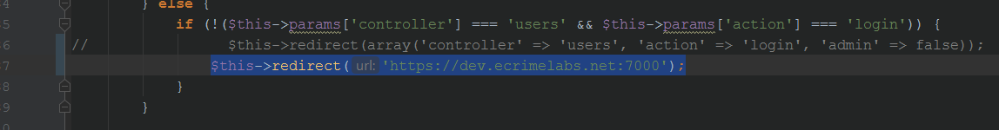 } else {
if (!($this->params['controller'] === 'users' && $this->params['action'] === 'login')) {
// $this->redirect(array('controller' => 'users', 'action' => 'login', 'admin' => false));
$this->redirect( url: 'https://dev.ecrimelabs.net:7000');
}
}